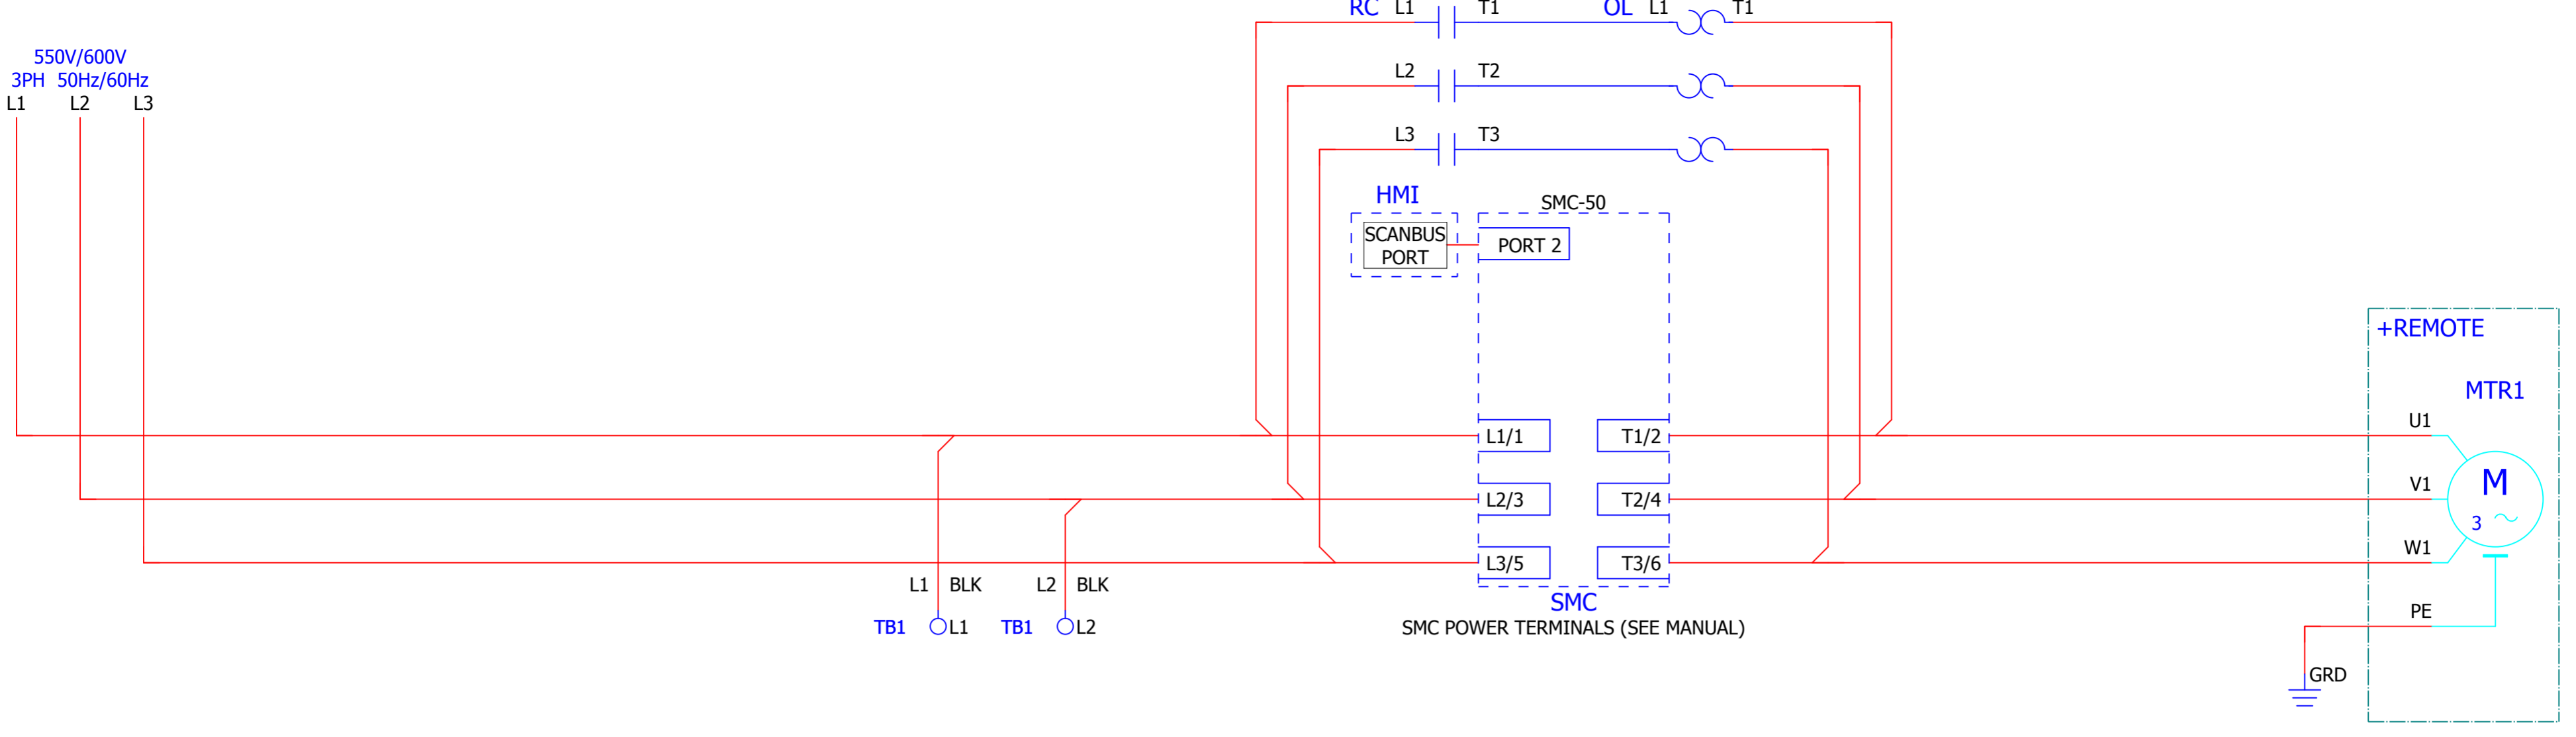 RC L1 T1 OL L1 T1
550V/600V
3PH 50Hz/60Hz
L1 L2 L3
L2 T2
L3 T3
HMI
SMC-50
SCANBUS
PORT
PORT 2
+REMOTE
MTR1
L1/1 T1/2 U1
L2/3 T2/4 V1
M
3
L3/5 T3/6 W1
L1 BLK L2 BLK
SMC
PE
TB1 L1 TB1 L2
SMC POWER TERMINALS (SEE MANUAL)
GRD